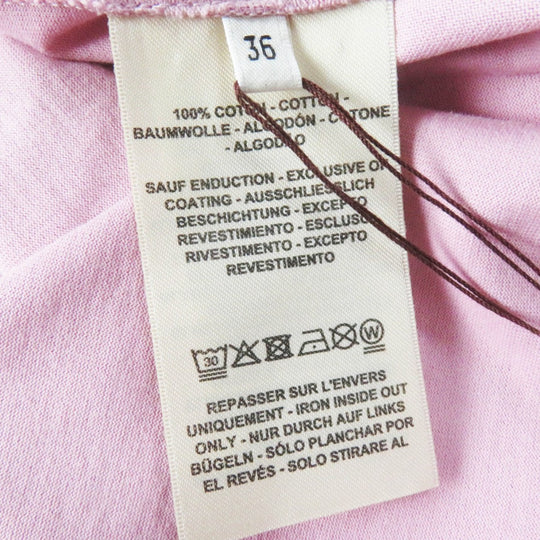 36
100% COTON - COTTON -
BAUMWOLLE - ALGODÓN - COTONE
- ALGODÃO
SAUF ENDUCTION - EXCLUSIVE OF
COATING - AUSSCHLIESSLICH
BESCHICHTUNG - EXCEPTO
REVESTIMIENTO - ESCLUSO
RIVESTIMENTO - EXCEPTO
REVESTIMENTO
30 W
REPASSER SUR L'ENVERS
UNIQUEMENT - IRON INSIDE OUT
ONLY - NUR DURCH AUF LINKS
BÜGELN - SÓLO PLANCHAR POR
EL REVÉS - SOLO STIRARE AL